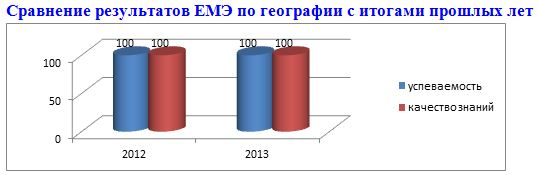 Сравнение результатов ЕМЭ по географии с итогами прошлых лет
100 100 100 100
100
50
0
2012 2013
успеваемость
качествознаний